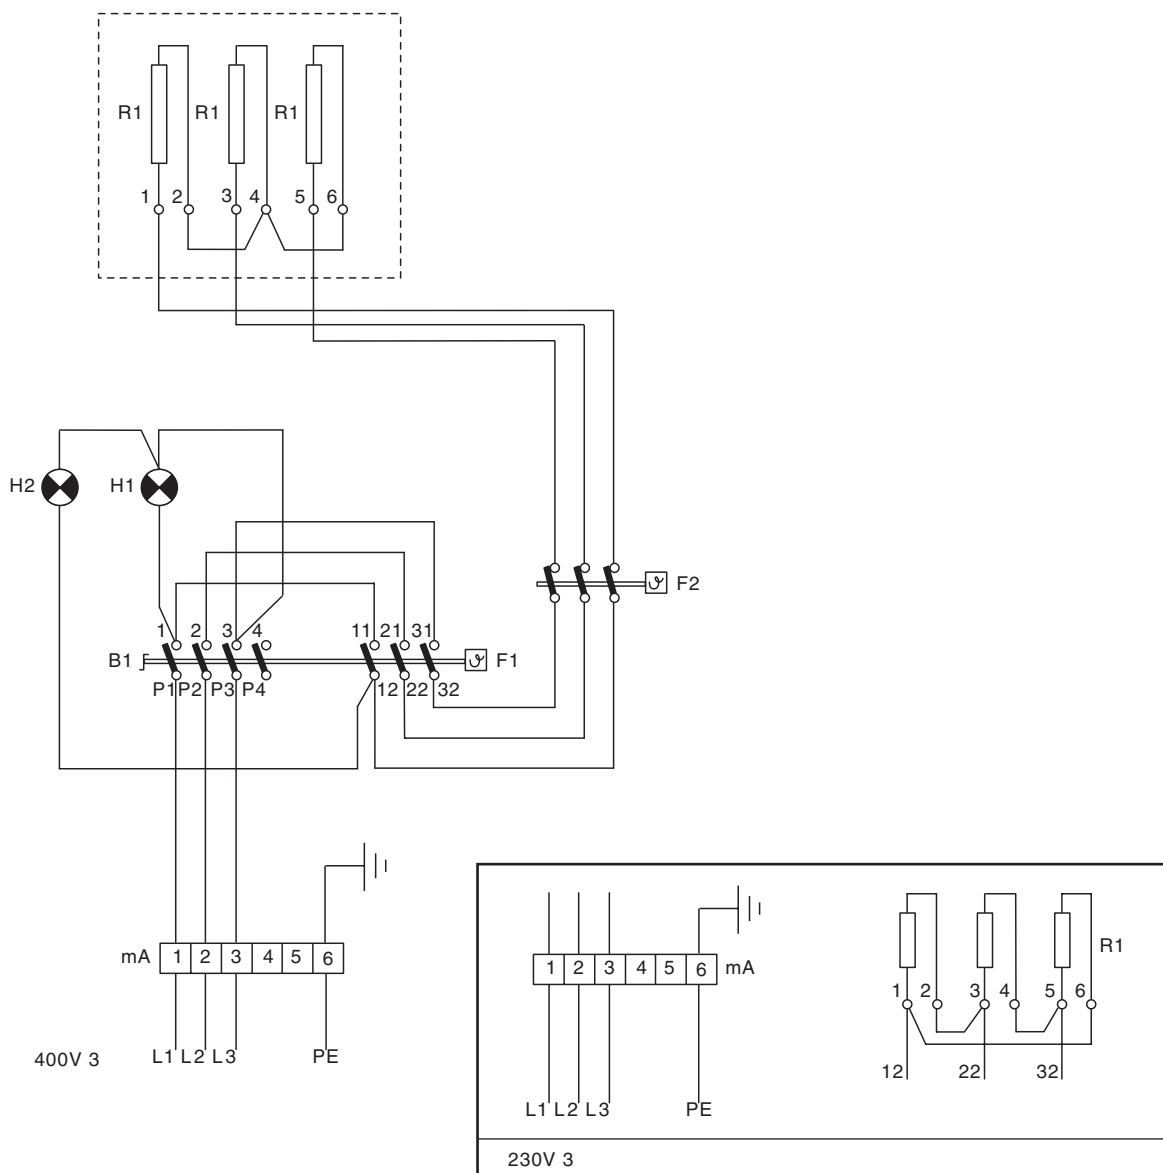 R1 R1 R1
1 2 3 4 5 6
H2 H1
F2
1 2 3 4 11 21 31
B1 F1
P1 P2 P3 P4 12 22 32
mA 1 2 3 4 5 6
L1 L2 L3 PE
400V 3
1 2 3 4 5 6 mA
L1 L2 L3 PE
R1
1 2 3 4 5 6
12 22 32
230V 3